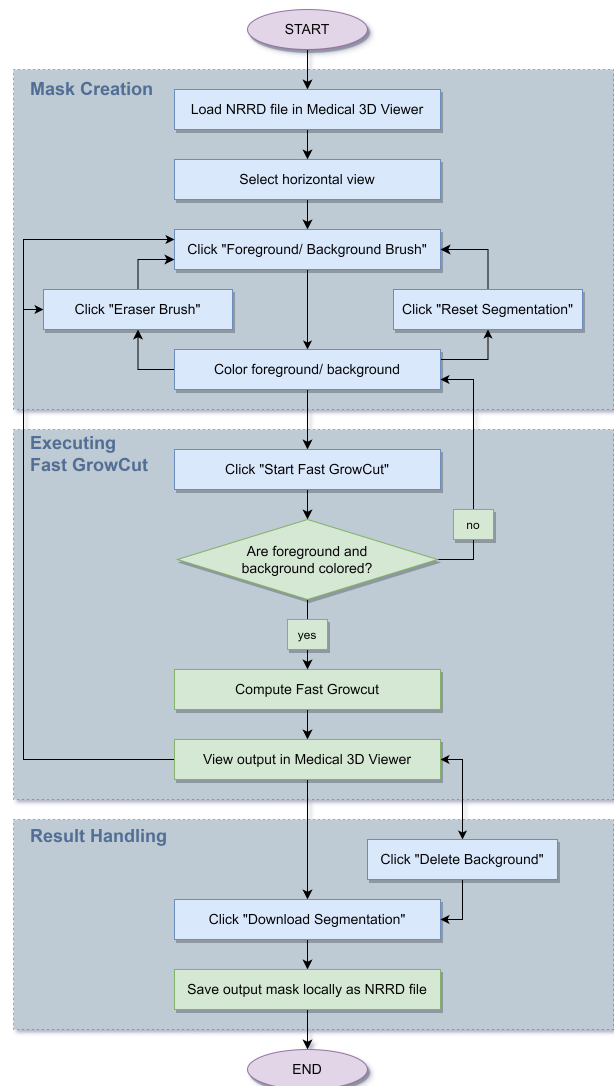 START
Mask Creation
Load NRRD file in Medical 3D Viewer
Select horizontal view
Click "Foreground/ Background Brush"
Click "Eraser Brush"
Click "Reset Segmentation"
Color foreground/ background
Executing
Fast GrowCut
Click "Start Fast GrowCut"
no
Are foreground and
background colored?
yes
Compute Fast Growcut
View output in Medical 3D Viewer
Result Handling
Click "Delete Background"
Click "Download Segmentation"
Save output mask locally as NRRD file
END